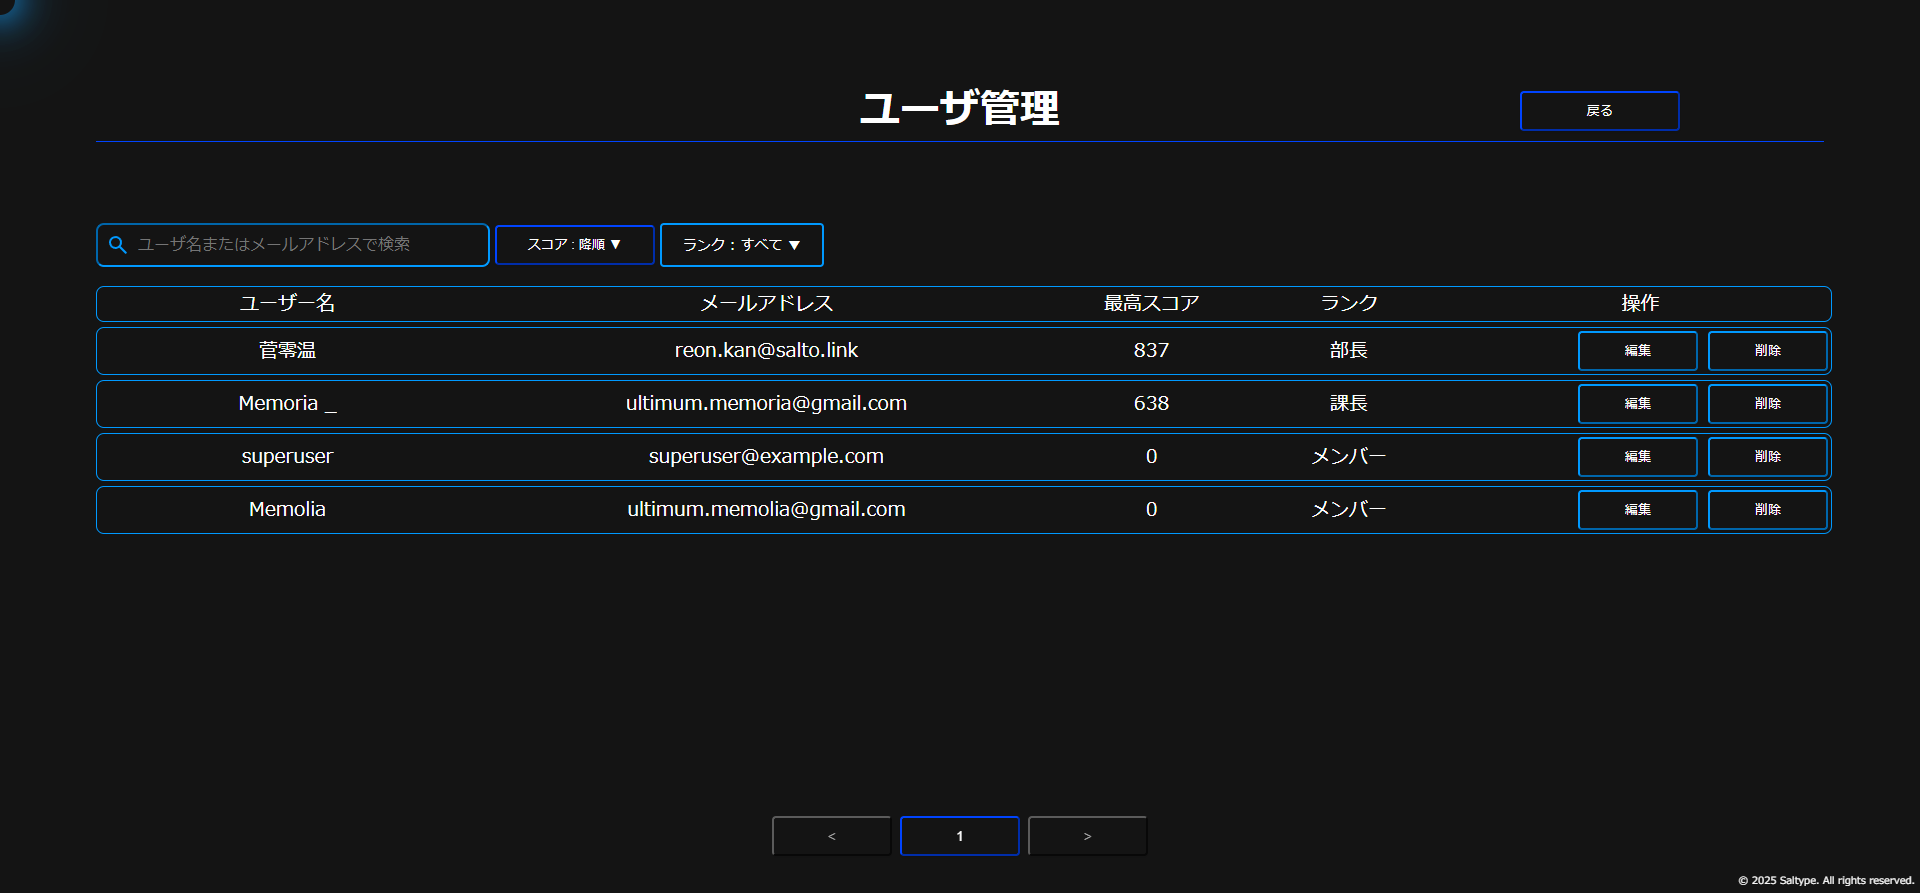 ユーザ管理
戻る
ユーザ名またはメールアドレスで検索
スコア : 降順 ▼
ランク : すべて ▼
ユーザー名 メールアドレス 最高スコア ランク 操作
菅零温 reon.kan@salto.link 837 部長 編集 削除
Memoria _ ultimum.memoria@gmail.com 638 課長 編集 削除
superuser superuser@example.com 0 メンバー 編集 削除
Memolia ultimum.memolia@gmail.com 0 メンバー 編集 削除
< 1 >
© 2025 Saltype. All rights reserved.